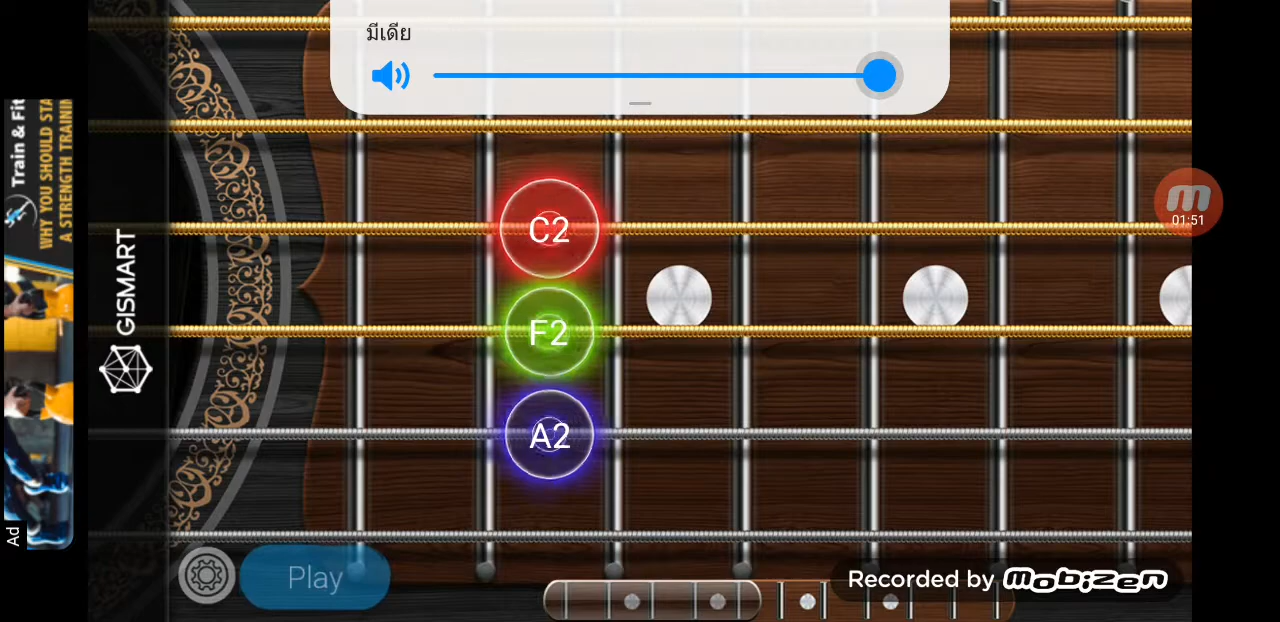 มีเดีย
Train & Fit
WHY YOU SHOULD STA
A STRENGTH TRAININ
Ad
GISMART
C2
F2
A2
01:51
Play
Recorded by mobizen